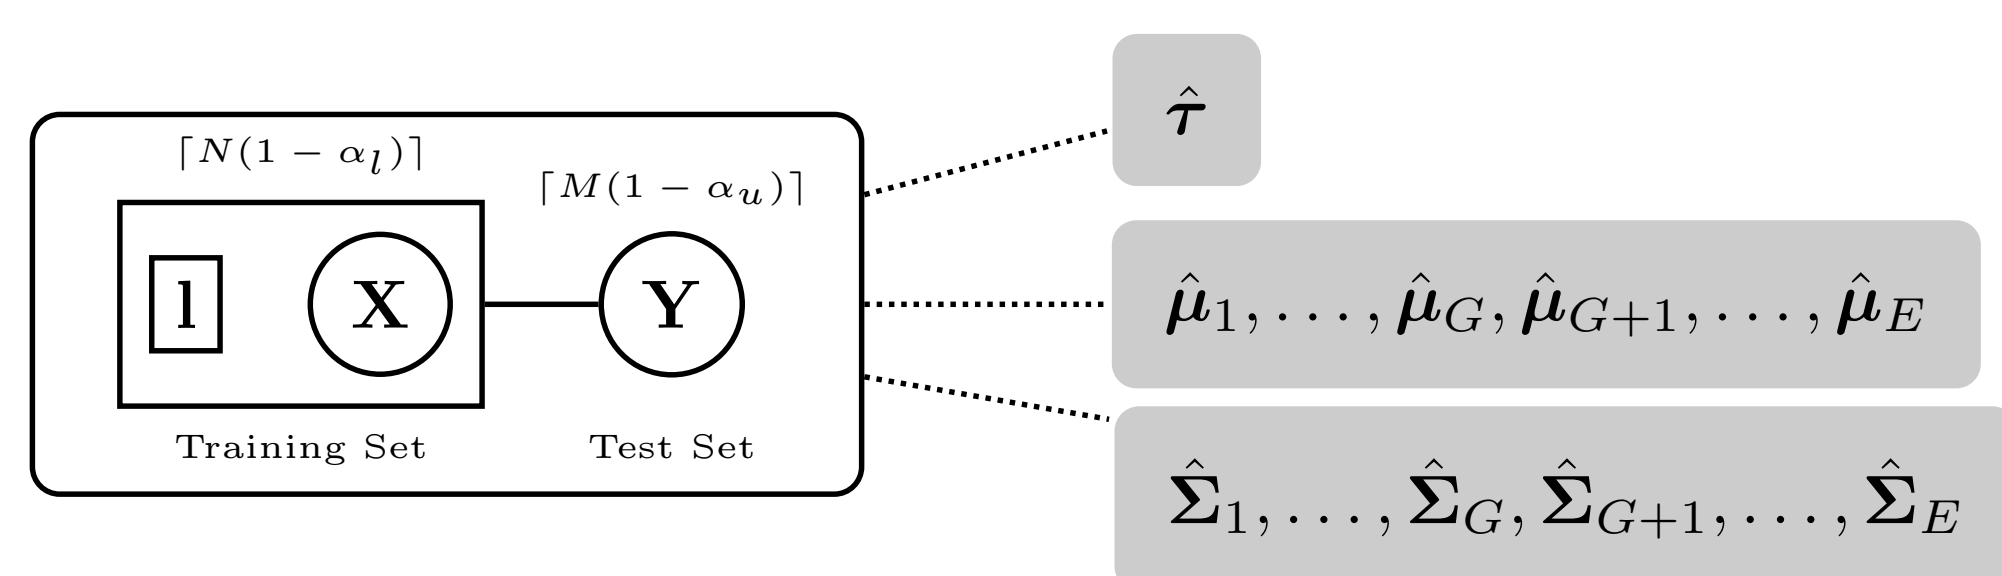 ⌈N(1 − α_l)⌉
⌈M(1 − α_u)⌉
l
X
Y
Training Set
Test Set
τ̂
μ̂_1, . . . , μ̂_G, μ̂_{G+1}, . . . , μ̂_E
Σ̂_1, . . . , Σ̂_G, Σ̂_{G+1}, . . . , Σ̂_E